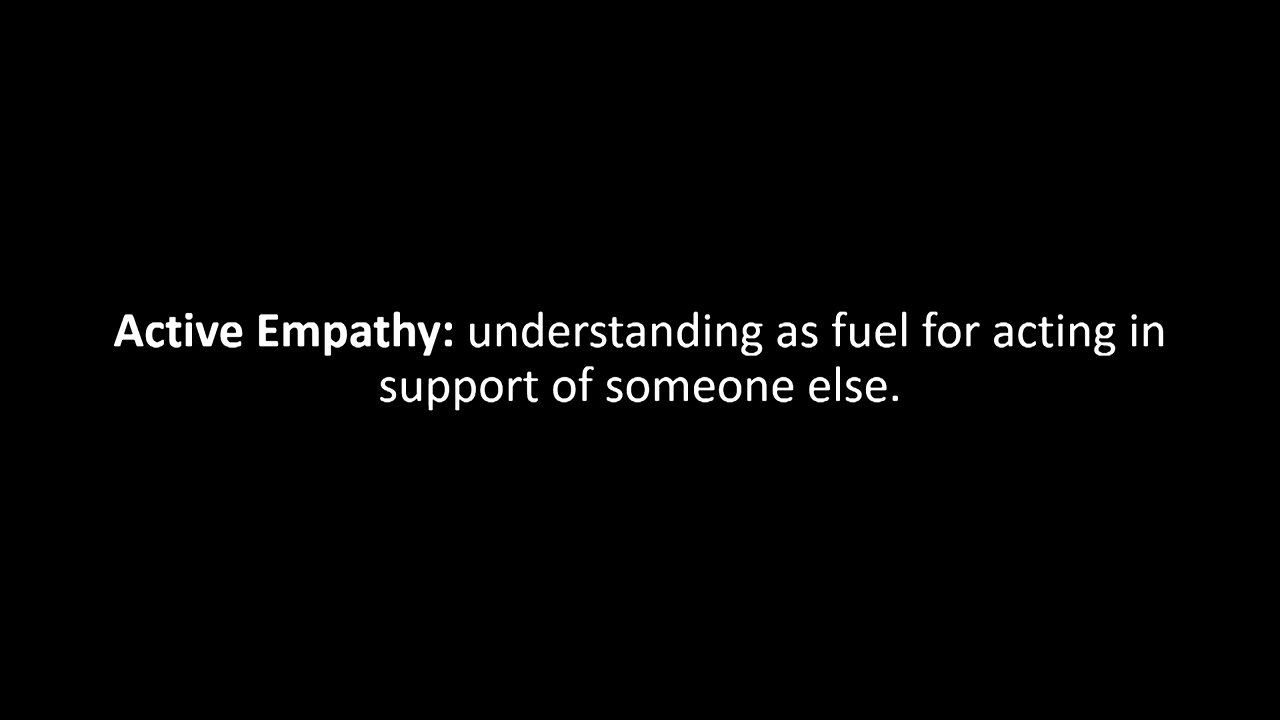 Active Empathy: understanding as fuel for acting in
support of someone else.